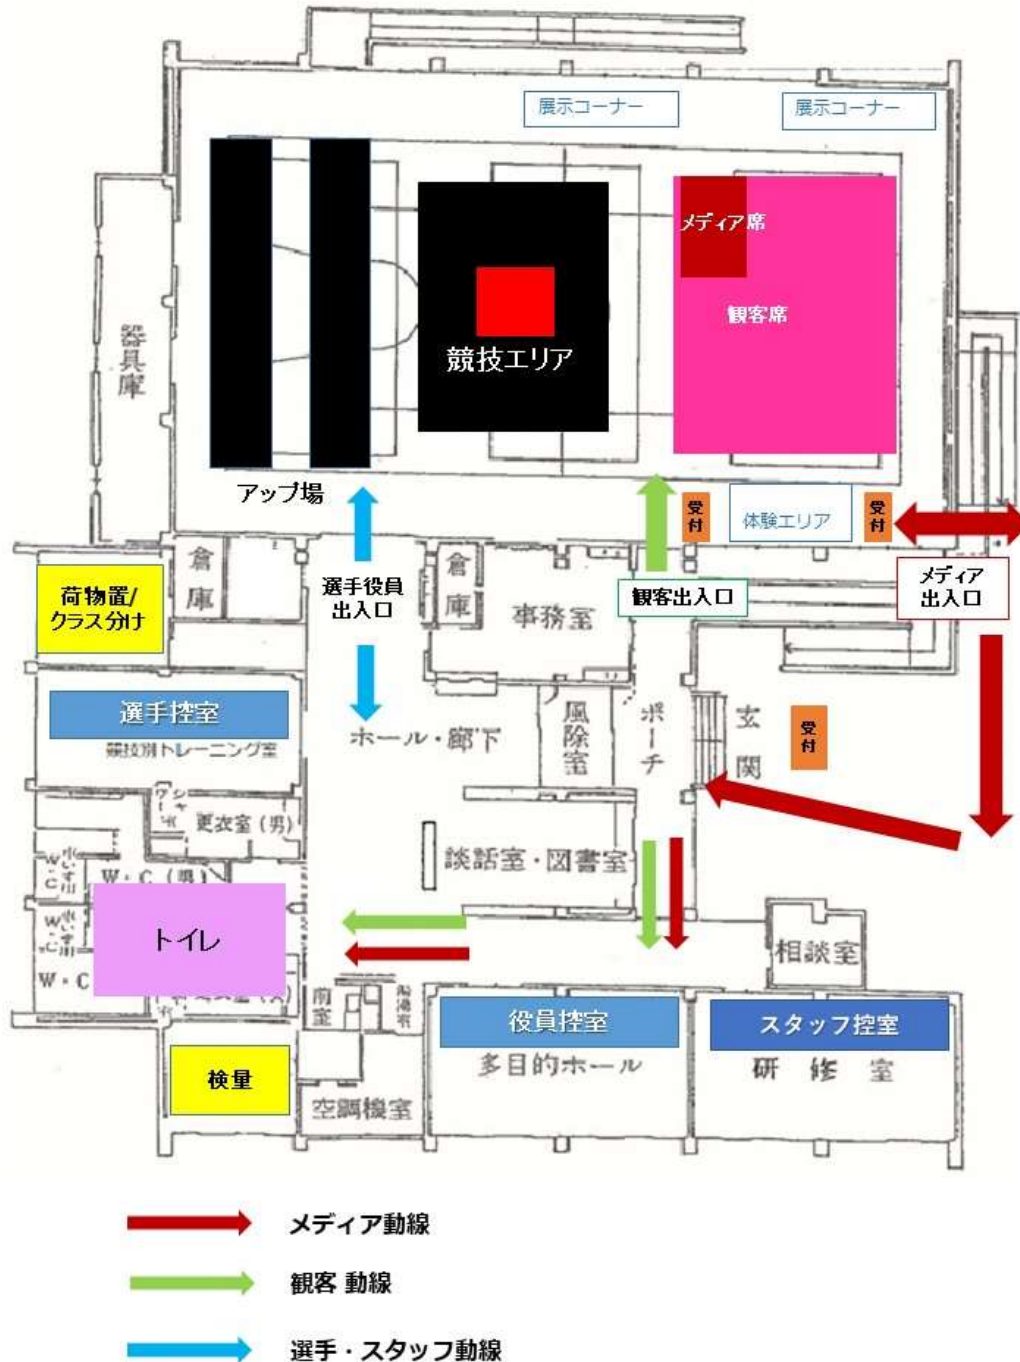 展示コーナー
展示コーナー
メディア席
観客席
競技エリア
器具庫
アップ場
受付
体験エリア
受付
荷物置/
クラス分け
倉庫
選手役員
出入口
倉庫
事務室
観客出入口
メディア
出入口
選手控室
競技別トレーニング室
ホール・廊下
風除室
ポーチ
玄関
受付
更衣室(男)
談話室・図書室
W・C(男)
トイレ
W・C
相談室
前室
役員控室
スタッフ控室
多目的ホール
研修室
検量
空調機室
メディア動線
観客 動線
選手・スタッフ動線